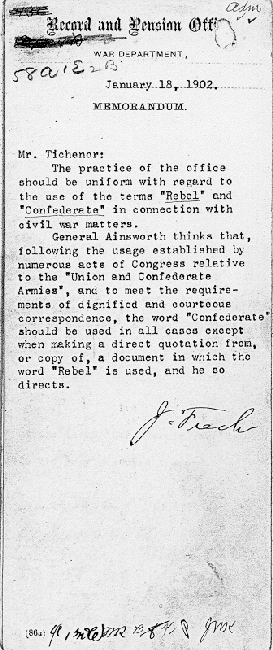 Record and Pension Office
WAR DEPARTMENT,
58a1E2B
January 18, 1902.
MEMORANDUM.
Mr. Tichenor:
The practice of the office
should be uniform with regard to
the use of the terms "Rebel" and
"Confederate" in connection with
civil war matters.
General Ainsworth thinks that,
following the usage established by
numerous acts of Congress relative
to the "Union and Confederate
Armies", and to meet the require-
ments of dignified and courteous
correspondence, the word "Confederate"
should be used in all cases except
when making a direct quotation from,
or copy of, a document in which the
word "Rebel" is used, and he so
directs.